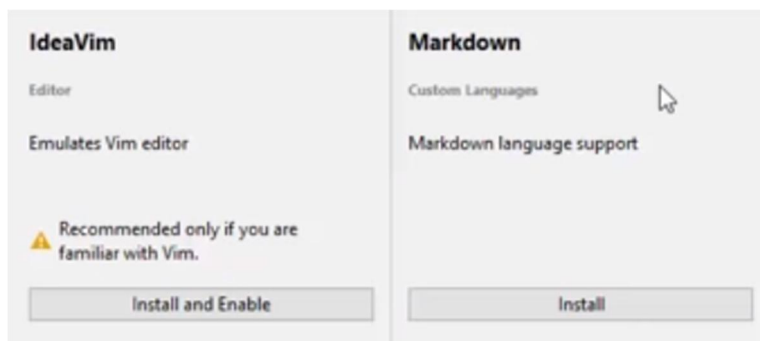 IdeaVim
Editor
Emulates Vim editor
Recommended only if you are
familiar with Vim.
Install and Enable
Markdown
Custom Languages
Markdown language support
Install